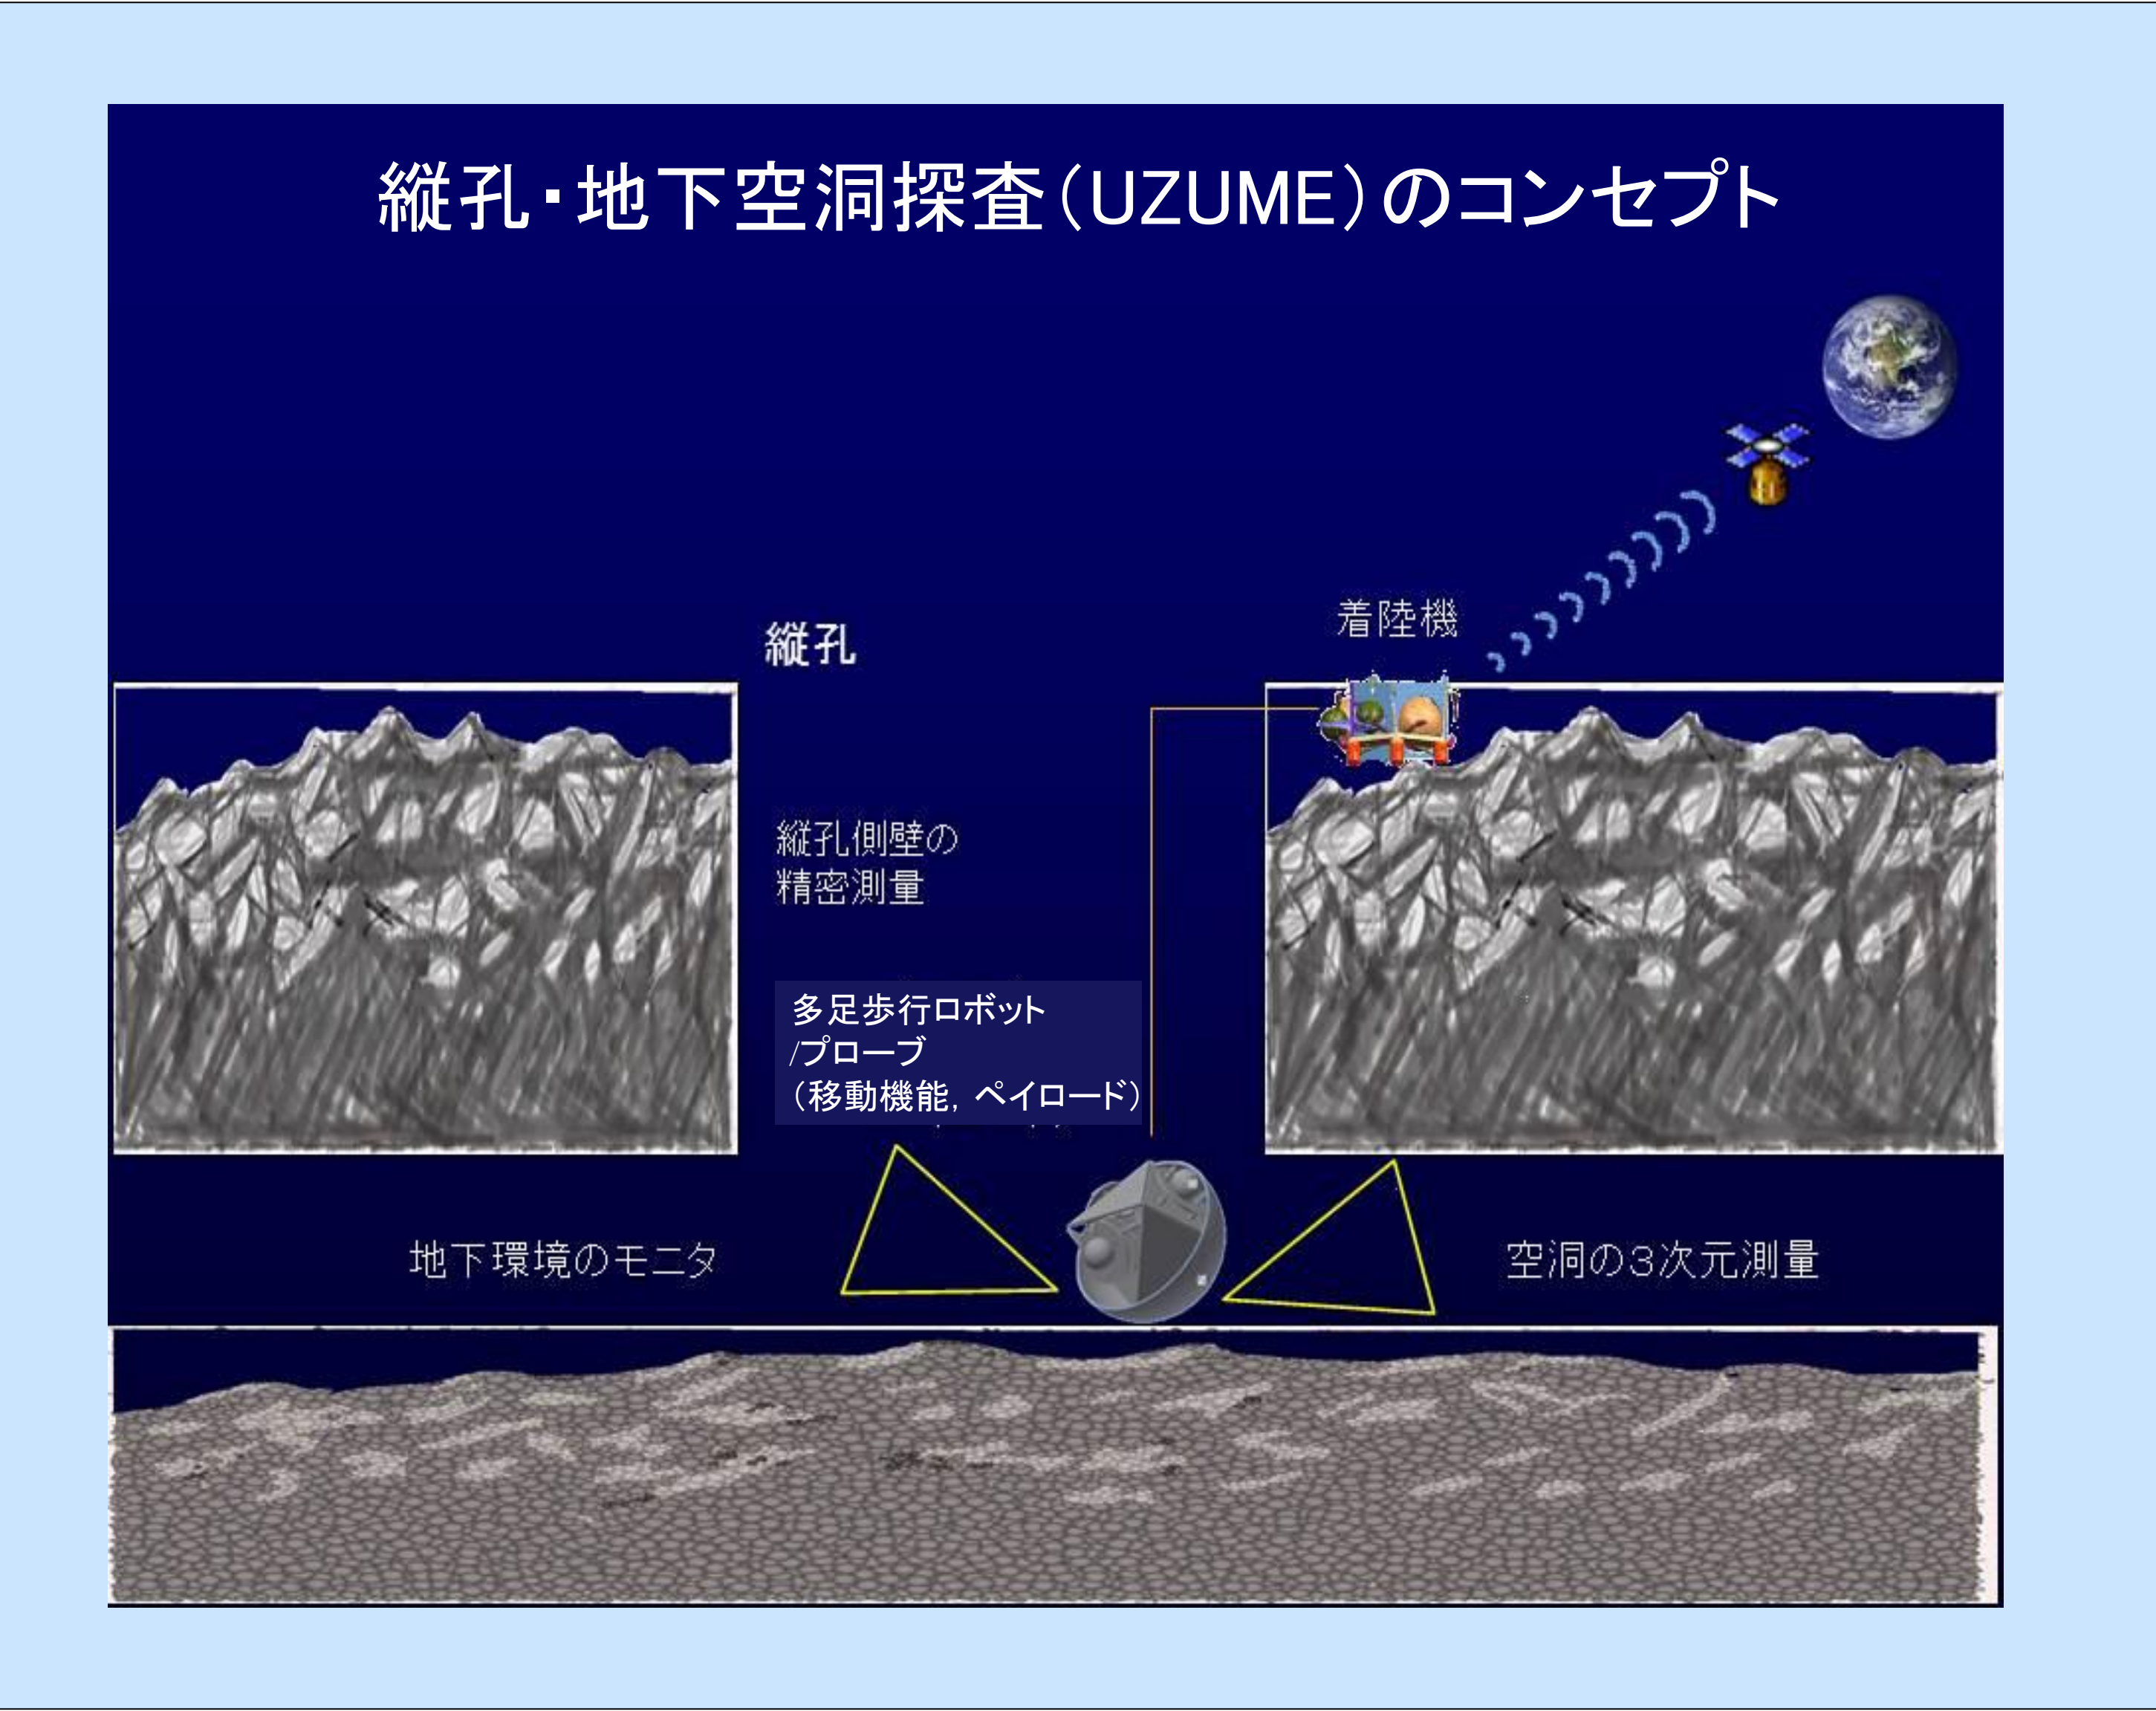 縦孔・地下空洞探査（UZUME）のコンセプト
着陸機
縦孔
縦孔側壁の
精密測量
多足歩行ロボット
/プローブ
（移動機能，ペイロード）
地下環境のモニタ
空洞の３次元測量